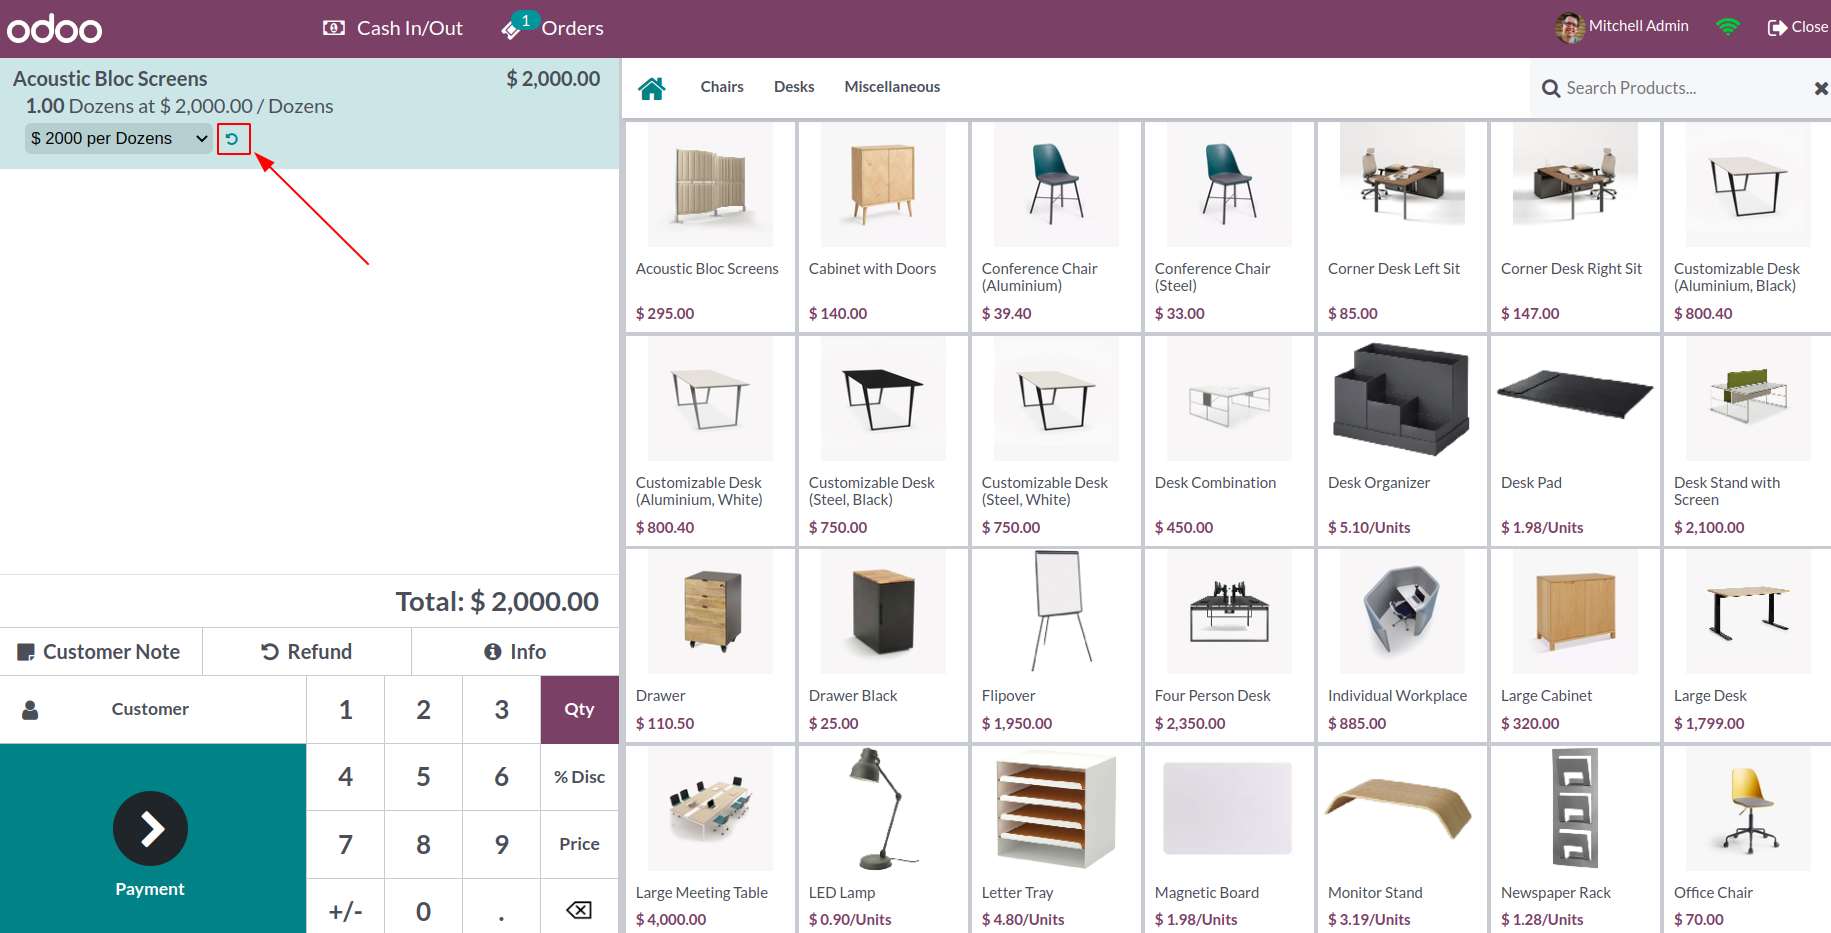 odoo
Cash In/Out
1
Orders
Mitchell Admin
Close
Acoustic Bloc Screens
$ 2,000.00
1.00 Dozens at $ 2,000.00 / Dozens
$ 2000 per Dozens
Total: $ 2,000.00
Customer Note
Refund
Info
Customer
1
2
3
Qty
4
5
6
% Disc
7
8
9
Price
+/-
0
.
Payment
Chairs
Desks
Miscellaneous
Search Products...
Acoustic Bloc Screens
$ 295.00
Cabinet with Doors
$ 140.00
Conference Chair
(Aluminium)
$ 39.40
Conference Chair
(Steel)
$ 33.00
Corner Desk Left Sit
$ 85.00
Corner Desk Right Sit
$ 147.00
Customizable Desk
(Aluminium, Black)
$ 800.40
Customizable Desk
(Aluminium, White)
$ 800.40
Customizable Desk
(Steel, Black)
$ 750.00
Customizable Desk
(Steel, White)
$ 750.00
Desk Combination
$ 450.00
Desk Organizer
$ 5.10/Units
Desk Pad
$ 1.98/Units
Desk Stand with
Screen
$ 2,100.00
Drawer
$ 110.50
Drawer Black
$ 25.00
Flipover
$ 1,950.00
Four Person Desk
$ 2,350.00
Individual Workplace
$ 885.00
Large Cabinet
$ 320.00
Large Desk
$ 1,799.00
Large Meeting Table
$ 4,000.00
LED Lamp
$ 0.90/Units
Letter Tray
$ 4.80/Units
Magnetic Board
$ 1.98/Units
Monitor Stand
$ 3.19/Units
Newspaper Rack
$ 1.28/Units
Office Chair
$ 70.00